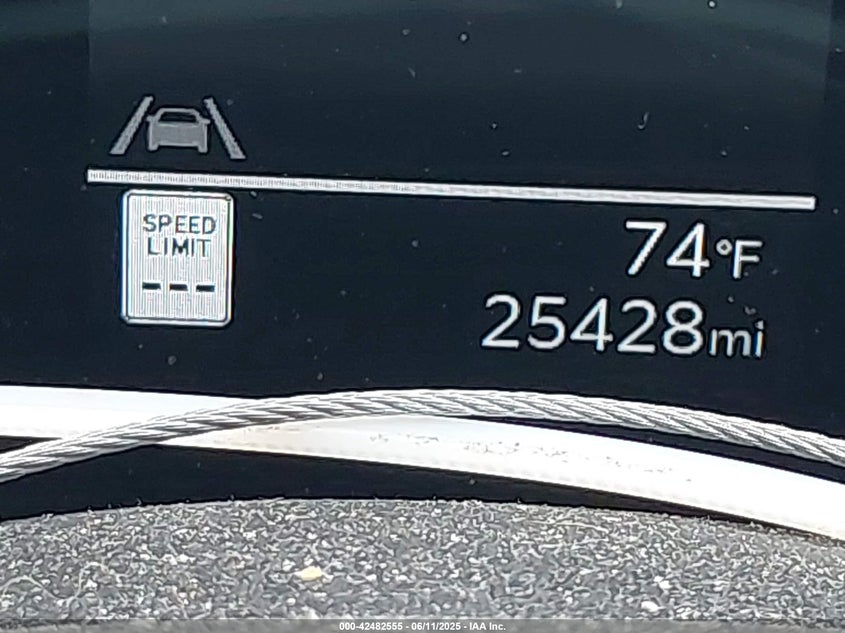 SPEED
LIMIT
---
74°F
25428mi
000-42482555 - 06/11/2025 - IAA Inc.